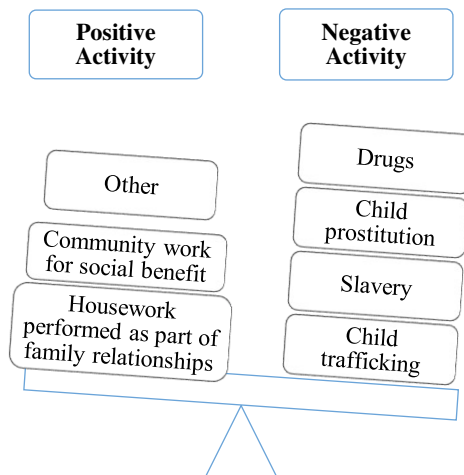 Positive
Activity
Negative
Activity
Other
Community work
for social benefit
Housework
performed as part of
family relationships
Drugs
Child
prostitution
Slavery
Child
trafficking